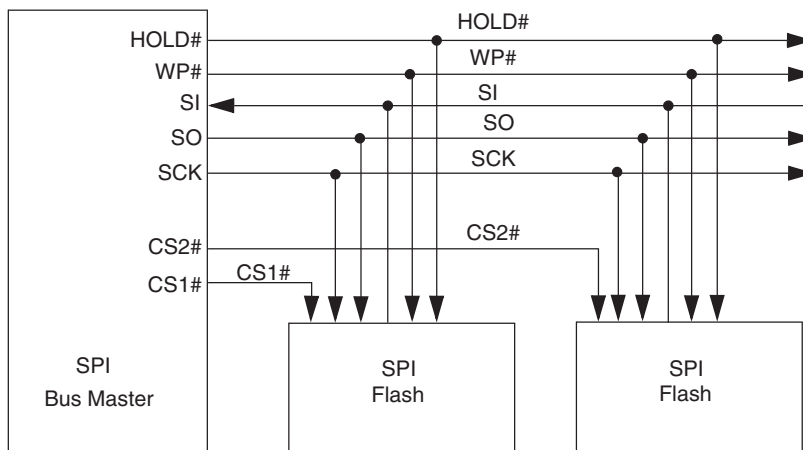 HOLD#
HOLD#
WP#
WP#
SI
SI
SO
SO
SCK
SCK
CS2#
CS2#
CS1#
CS1#
SPI
Bus Master
SPI
Flash
SPI
Flash